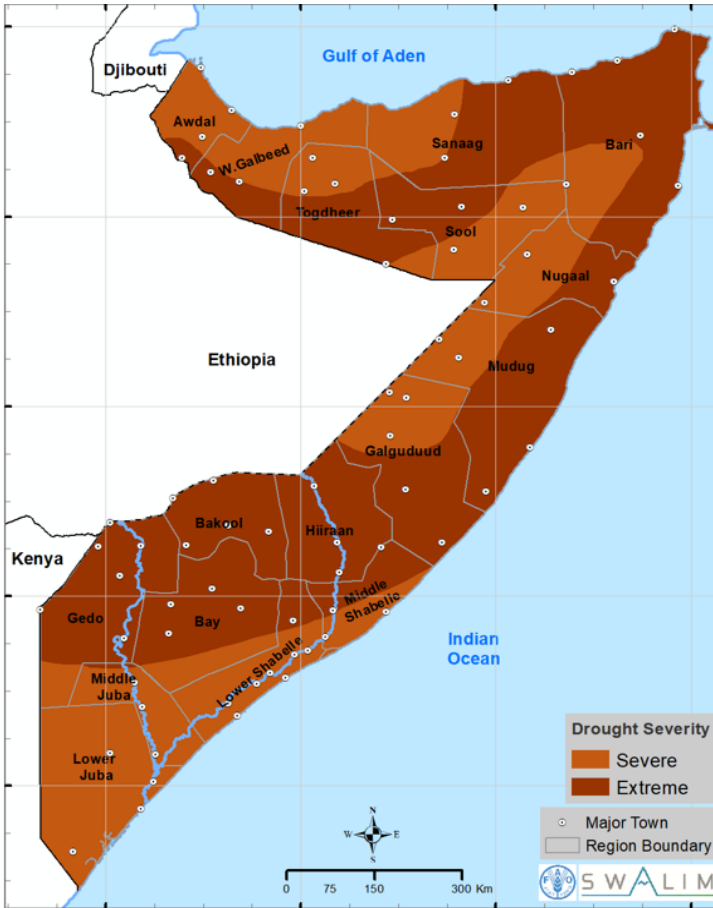 Djibouti
Gulf of Aden
Awdal
W.Galbeed
Sanaag
Bari
Togdheer
Sool
Nugaal
Ethiopia
Mudug
Galguduud
Bakool
Hiiraan
Kenya
Gedo
Bay
Middle
Shabelle
Indian
Ocean
Middle
Juba
Lower Shabelle
Lower
Juba
Drought Severity
Severe
Extreme
Major Town
Region Boundary
N
W
E
S
0
75
150
300 Km
FAO
SWALIM